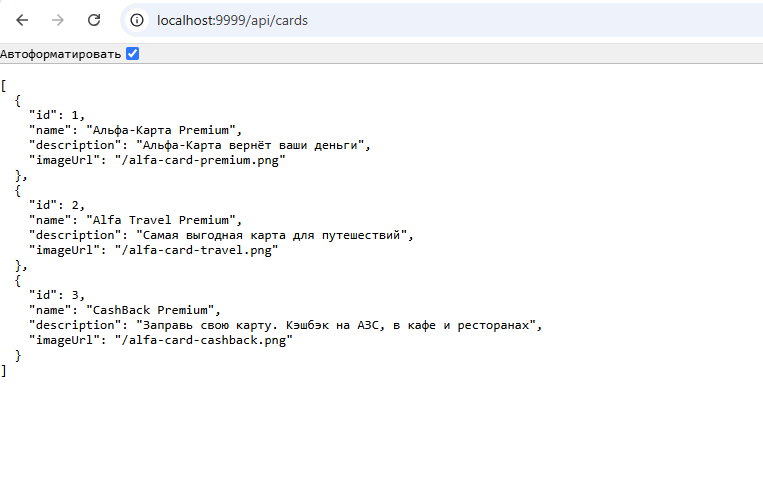 localhost:9999/api/cards
Автоформатировать
[
  {
    "id": 1,
    "name": "Альфа-Карта Premium",
    "description": "Альфа-Карта вернёт ваши деньги",
    "imageUrl": "/alfa-card-premium.png"
  },
  {
    "id": 2,
    "name": "Alfa Travel Premium",
    "description": "Самая выгодная карта для путешествий",
    "imageUrl": "/alfa-card-travel.png"
  },
  {
    "id": 3,
    "name": "CashBack Premium",
    "description": "Заправь свою карту. Кэшбэк на АЗС, в кафе и ресторанах",
    "imageUrl": "/alfa-card-cashback.png"
  }
]